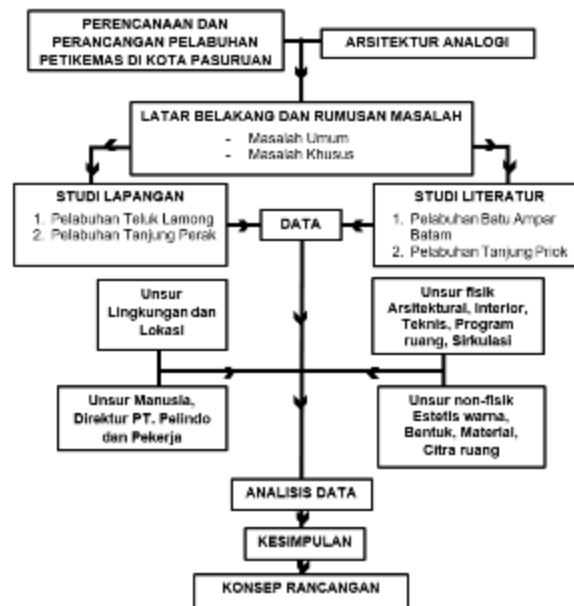 PERENCANAAN DAN
PERANCANGAN PELABUHAN
PETIKEMAS DI KOTA PASURUAN
ARSITEKTUR ANALOGI
LATAR BELAKANG DAN RUMUSAN MASALAH
- Masalah Umum
- Masalah Khusus
STUDI LAPANGAN
1. Pelabuhan Teluk Lamong
2. Pelabuhan Tanjung Perak
DATA
STUDI LITERATUR
1. Pelabuhan Batu Ampar
Batam
2. Pelabuhan Tanjung Priok
Unsur
Lingkungan dan
Lokasi
Unsur fisik
Arsitektural, Interior,
Teknis, Program
ruang, Sirkulasi
Unsur Manusia,
Direktur PT. Pelindo
dan Pekerja
Unsur non-fisik
Estetis warna,
Bentuk, Material,
Citra ruang
ANALISIS DATA
KESIMPULAN
KONSEP RANCANGAN